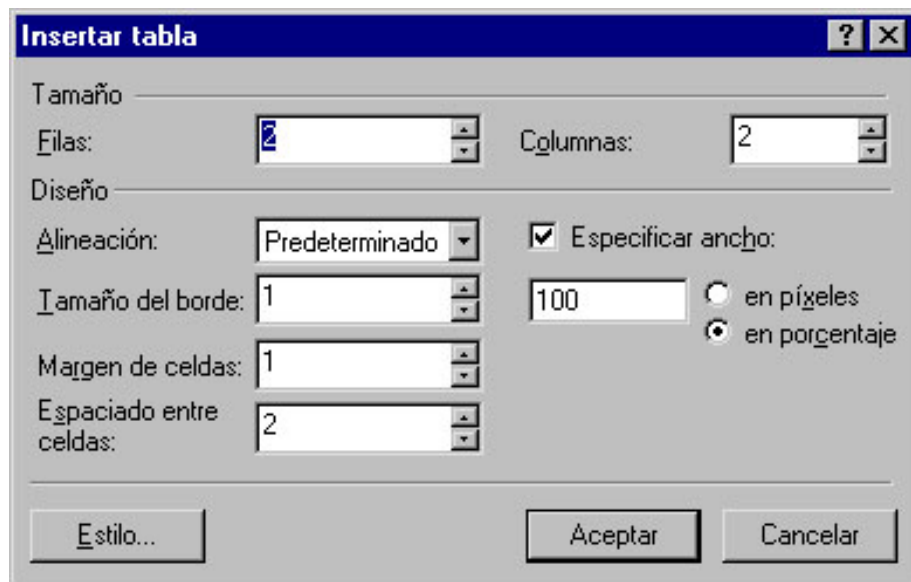 Insertar tabla
Tamaño
Filas: 2 Columnas: 2
Diseño
Alineación: Predeterminado Especificar ancho:
Tamaño del borde: 1 100 en píxeles
en porcentaje
Margen de celdas: 1
Espaciado entre
celdas: 2
Estilo... Aceptar Cancelar